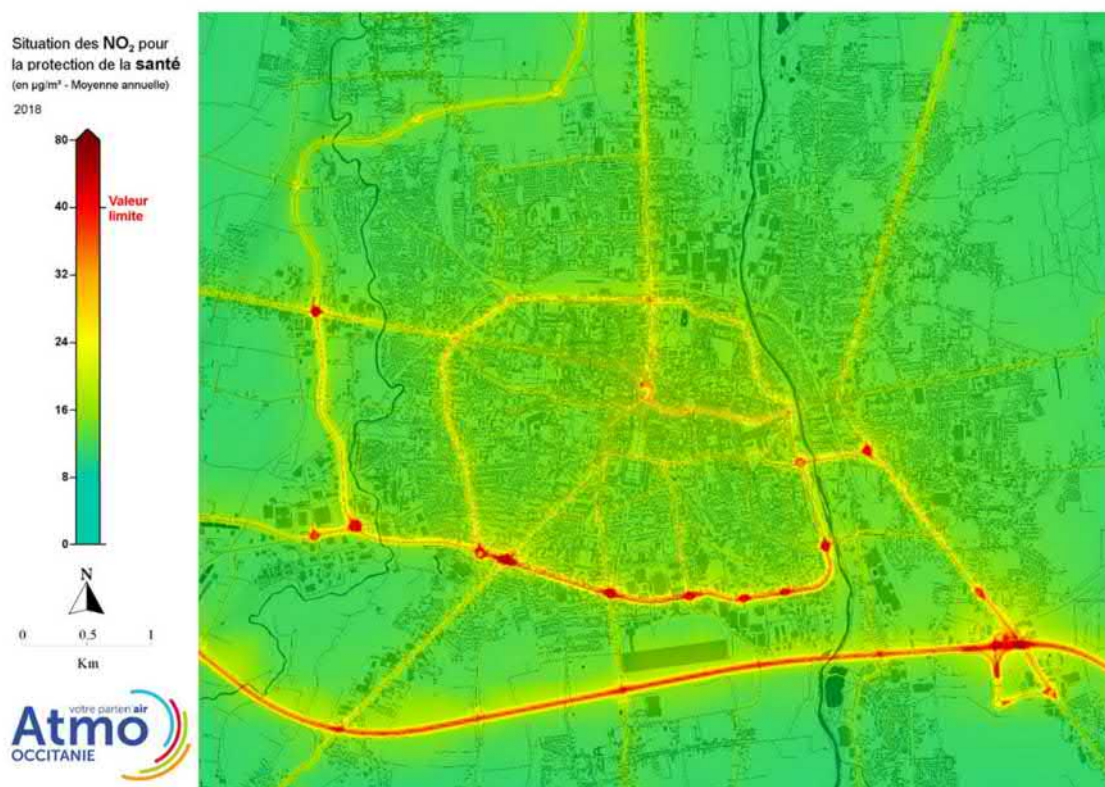 Situation des NO₂ pour
la protection de la santé
(en µg/m³ - Moyenne annuelle)
2018
80
40
Valeur
limite
32
24
16
8
0
N
0 0.5 1
Km
votre parten air
Atmo
OCCITANIE